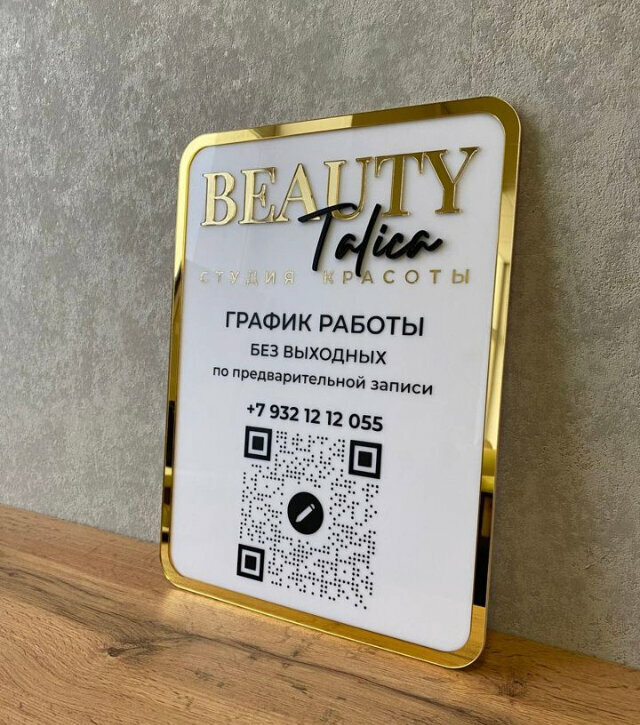 BEAUTY
Talica
СТУДИЯ КРАСОТЫ
ГРАФИК РАБОТЫ
БЕЗ ВЫХОДНЫХ
по предварительной записи
+7 932 12 12 055